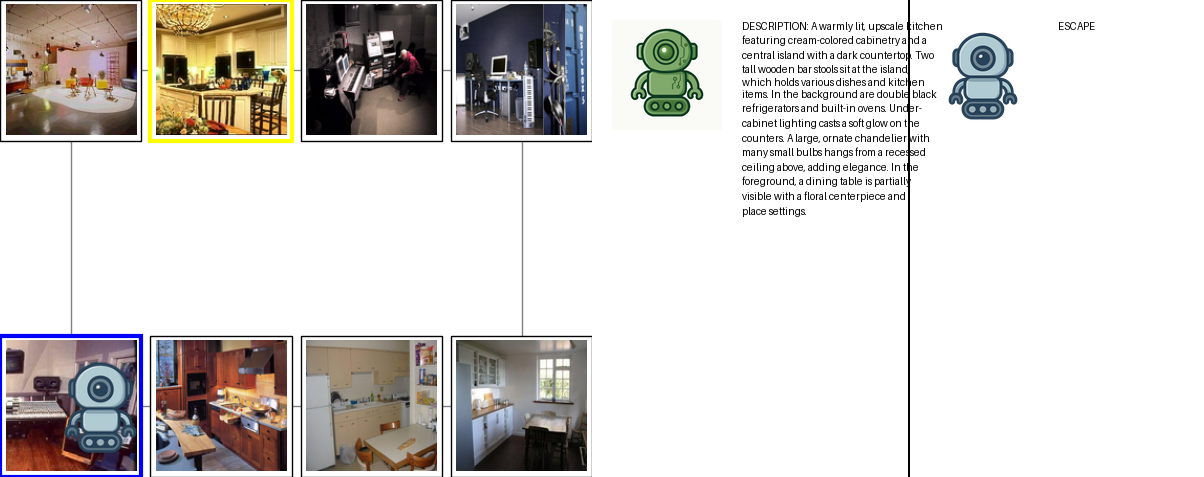 DESCRIPTION: A warmly lit, upscale kitchen
featuring cream-colored cabinetry and a
central island with a dark countertop. Two
tall wooden bar stools sit at the island,
which holds various dishes and kitchen
items. In the background are double black
refrigerators and built-in ovens. Under-
cabinet lighting casts a soft glow on the
counters. A large, ornate chandelier with
many small bulbs hangs from a recessed
ceiling above, adding elegance. In the
foreground, a dining table is partially
visible with a floral centerpiece and
place settings.
ESCAPE
MUSIC BOXES